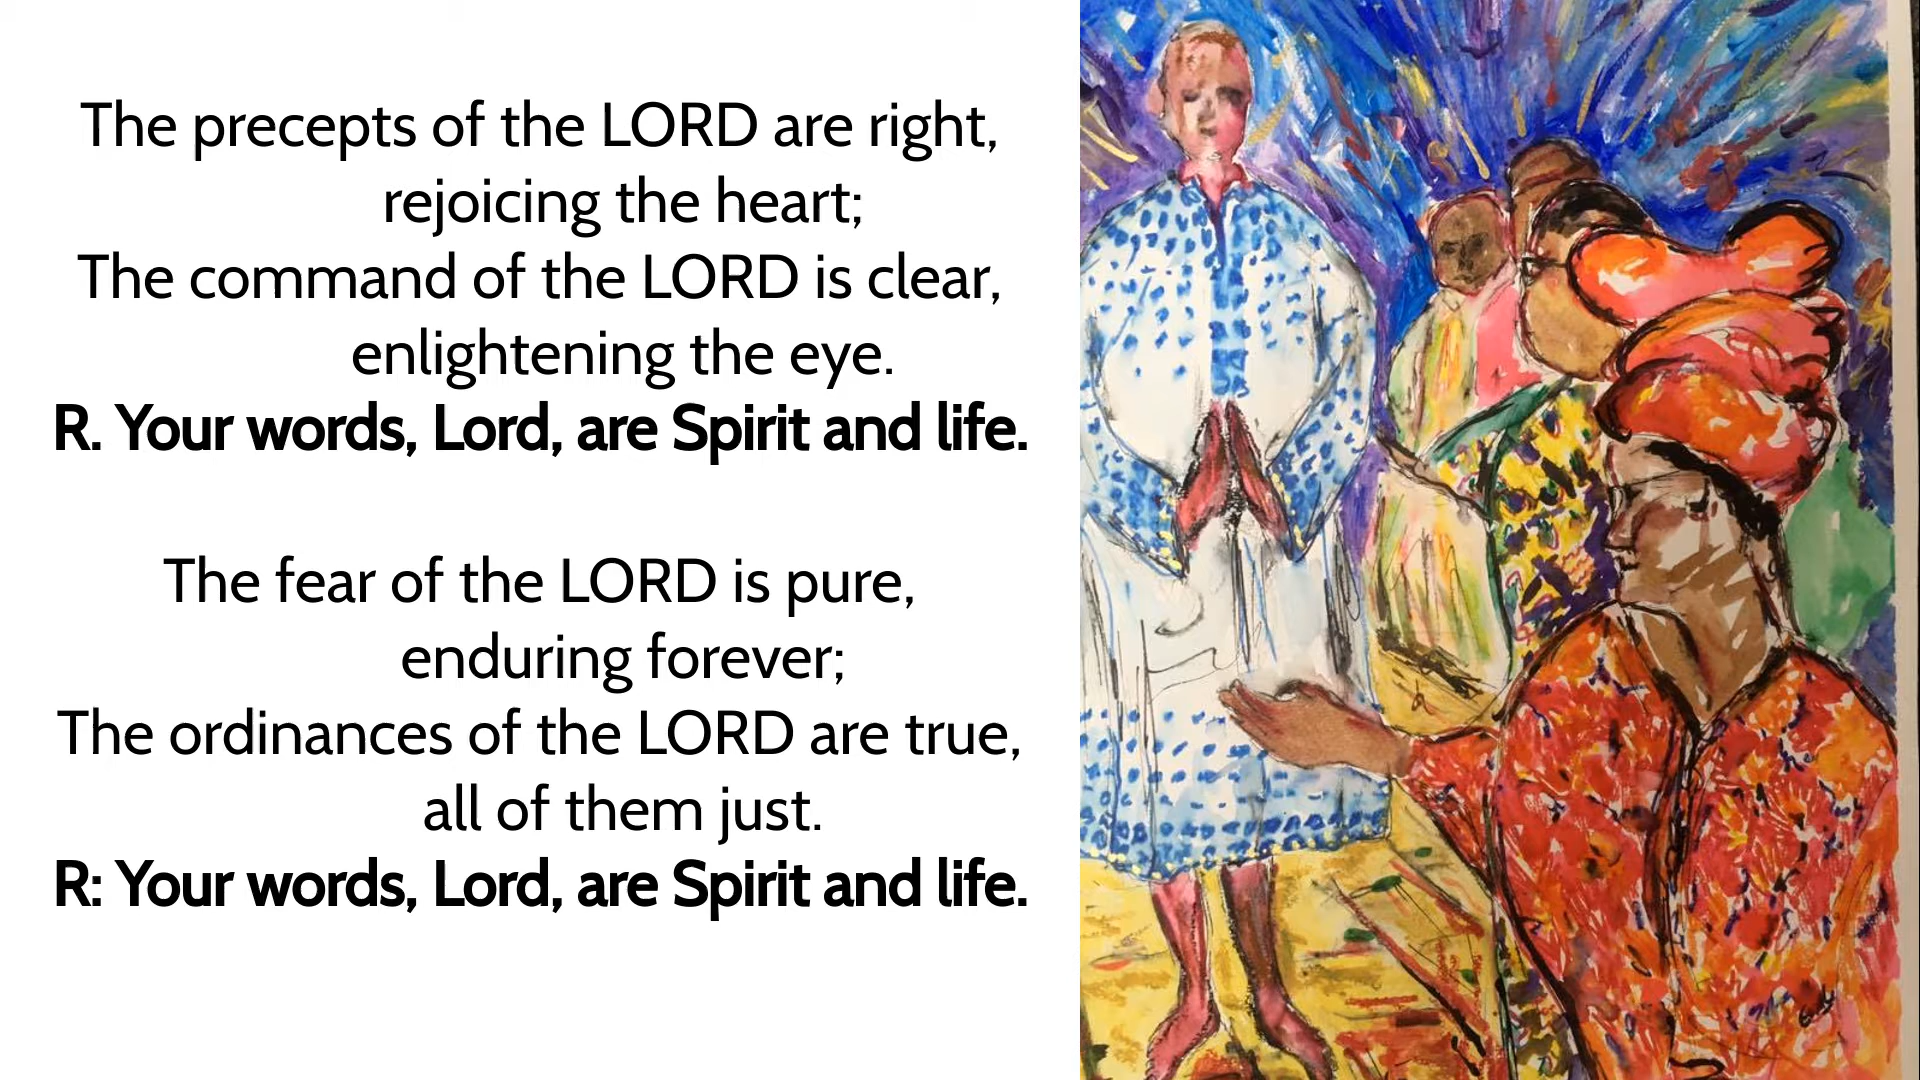 The precepts of the LORD are right,
rejoicing the heart;
The command of the LORD is clear,
enlightening the eye.
R. Your words, Lord, are Spirit and life.
The fear of the LORD is pure,
enduring forever;
The ordinances of the LORD are true,
all of them just.
R: Your words, Lord, are Spirit and life.